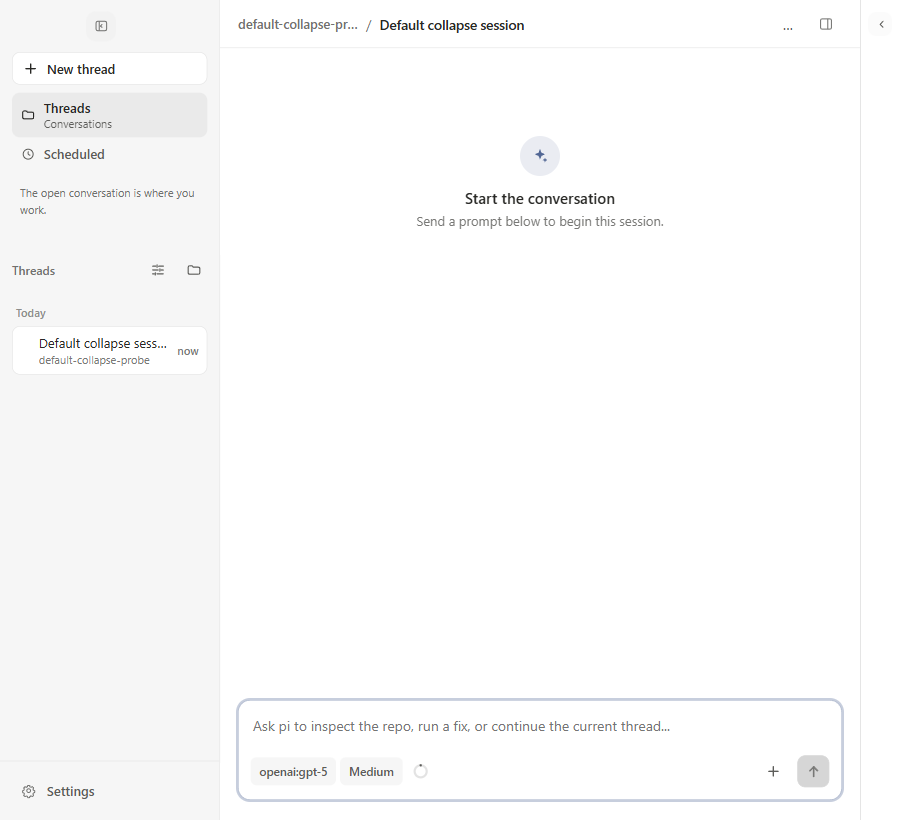 New thread
Threads
Conversations
Scheduled
The open conversation is where you
work.
Threads
Today
Default collapse sess...
default-collapse-probe
now
Settings
default-collapse-pr... / Default collapse session
...
Start the conversation
Send a prompt below to begin this session.
Ask pi to inspect the repo, run a fix, or continue the current thread...
openai:gpt-5 Medium